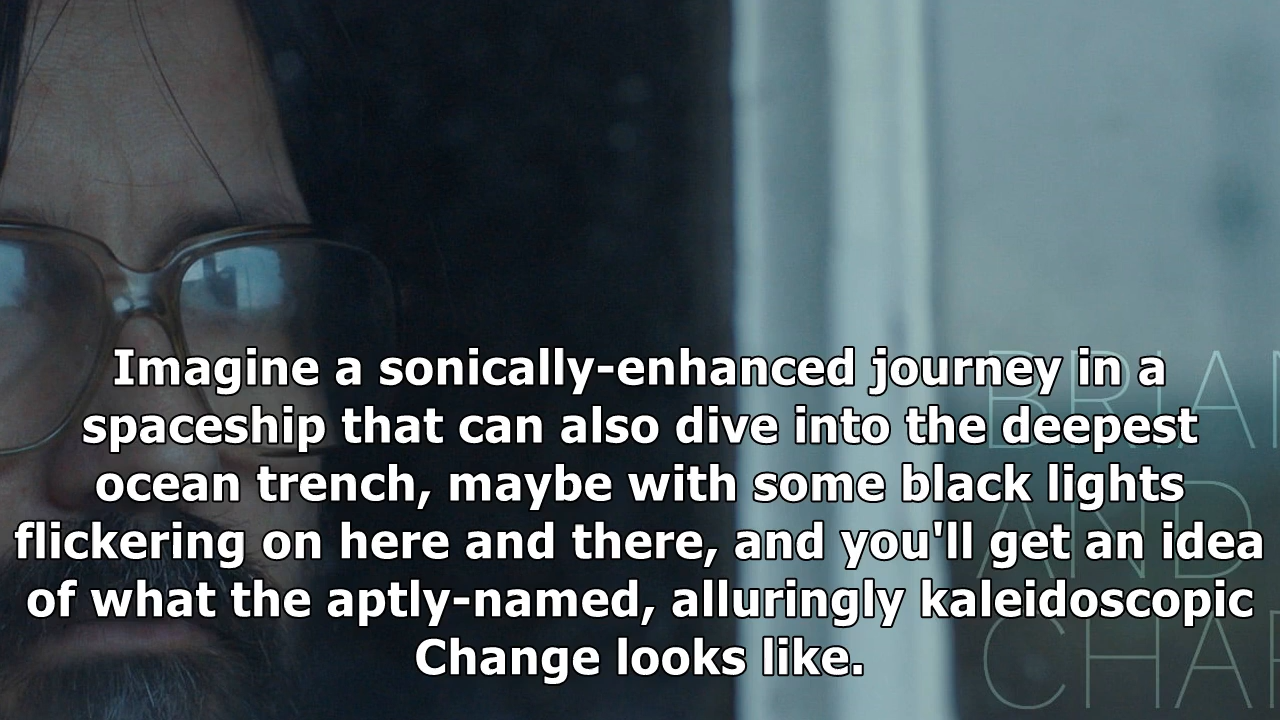 Imagine a sonically-enhanced journey in a
spaceship that can also dive into the deepest
ocean trench, maybe with some black lights
flickering on here and there, and you'll get an idea
of what the aptly-named, alluringly kaleidoscopic
Change looks like.
AND